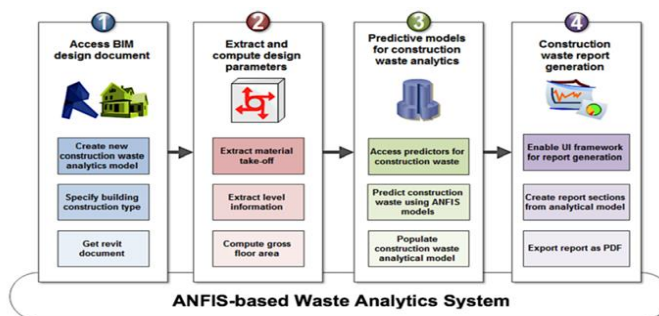 1
Access BIM
design document
Create new
construction waste
analytics model
Specify building
construction type
Get revit
document
2
Extract and
compute design
parameters
Extract material
take-off
Extract level
information
Compute gross
floor area
3
Predictive models
for construction
waste analytics
Access predictors for
construction waste
Predict construction
waste using ANFIS
models
Populate
construction waste
analytical model
4
Construction
waste report
generation
Enable UI framework
for report generation
Create report sections
from analytical model
Export report as PDF
ANFIS-based Waste Analytics System